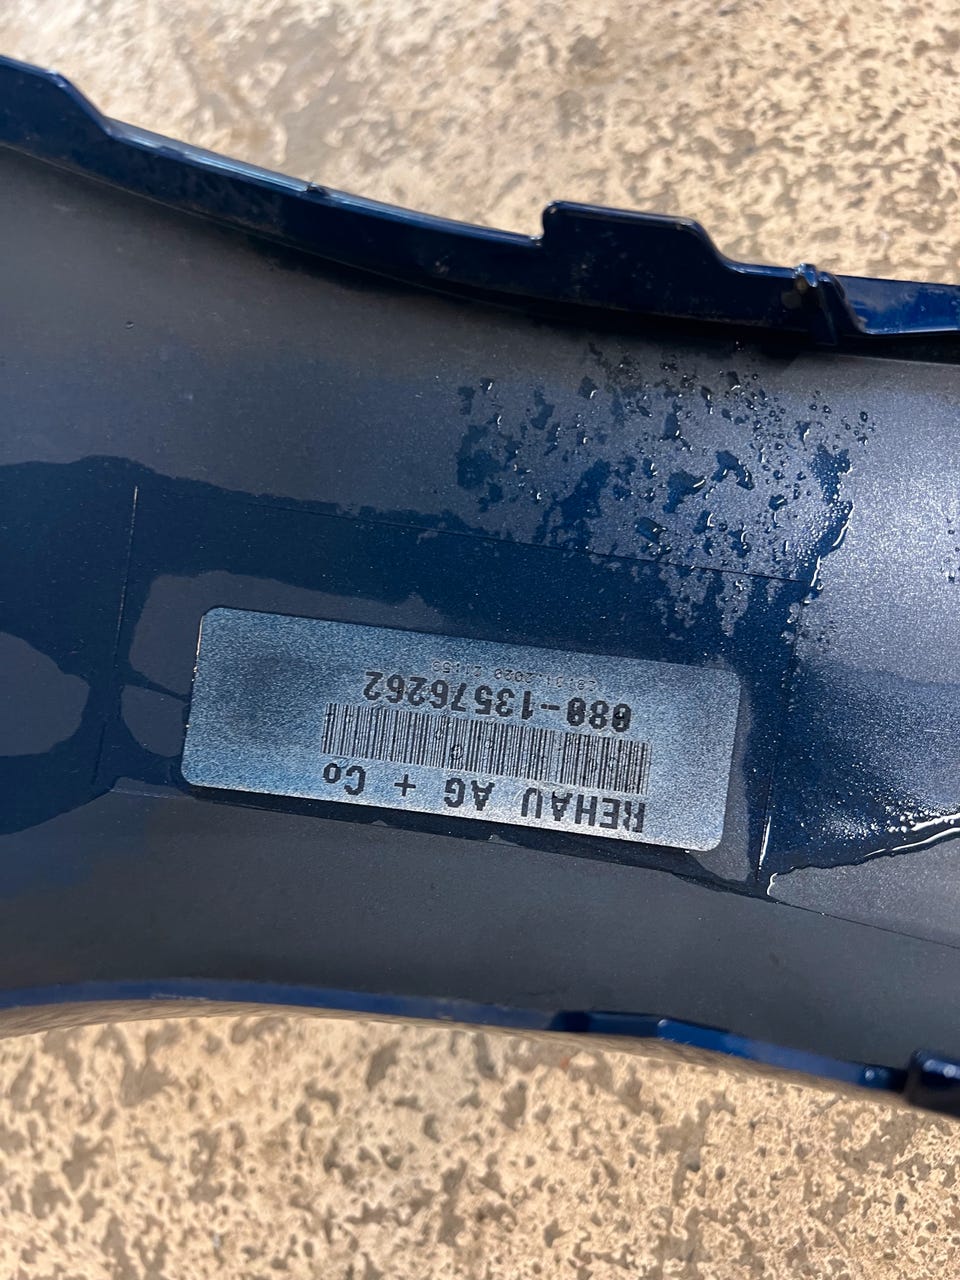 REHAU AG + Co
080-13576262